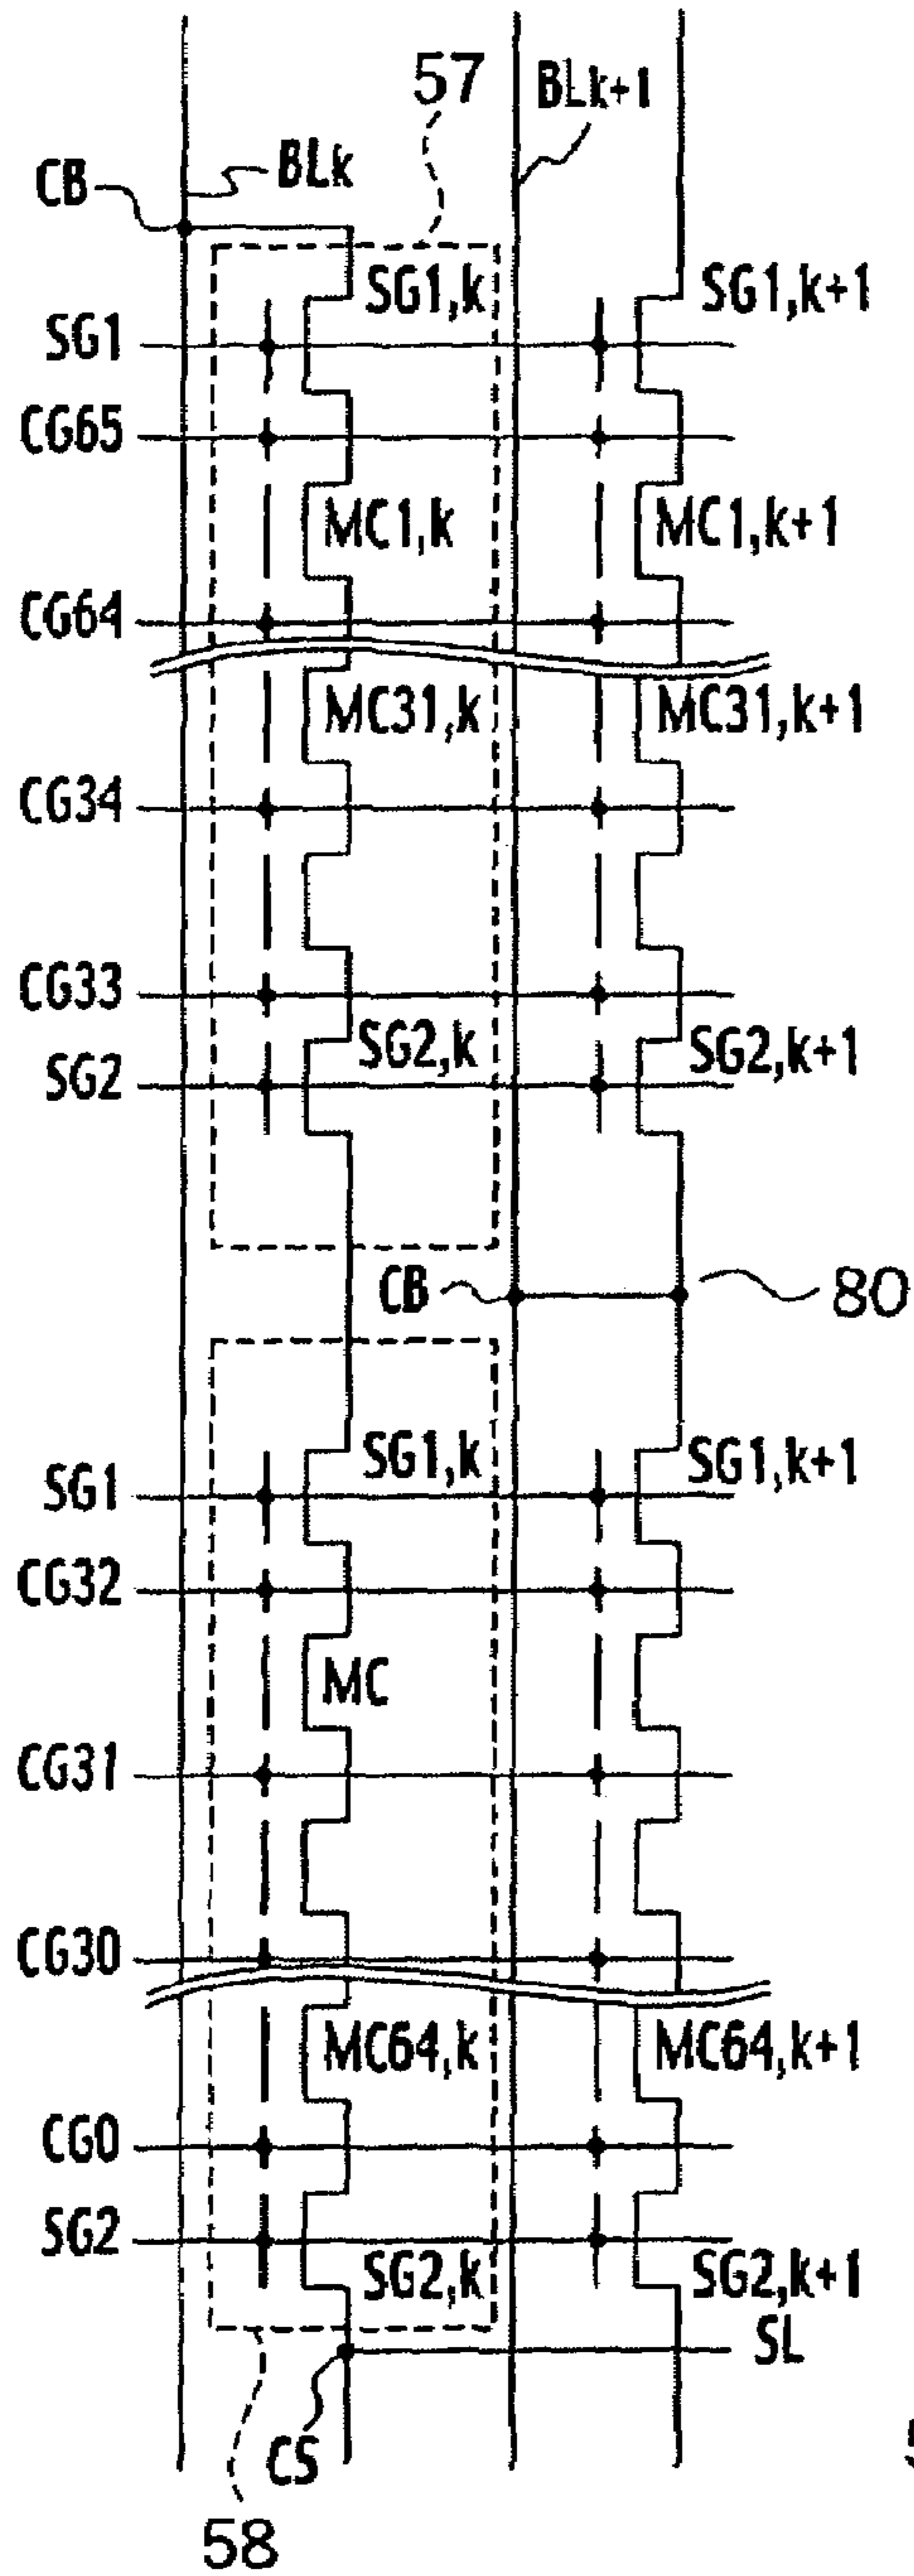 57
BLk+1
CB
BLk
SG1,k
SG1,k+1
SG1
CG65
MC1,k
MC1,k+1
CG64
MC31,k
MC31,k+1
CG34
CG33
SG2,k
SG2,k+1
SG2
CB
80
SG1,k
SG1,k+1
SG1
CG32
MC
CG31
CG30
MC64,k
MC64,k+1
CG0
SG2
SG2,k
SG2,k+1
SL
CS
58